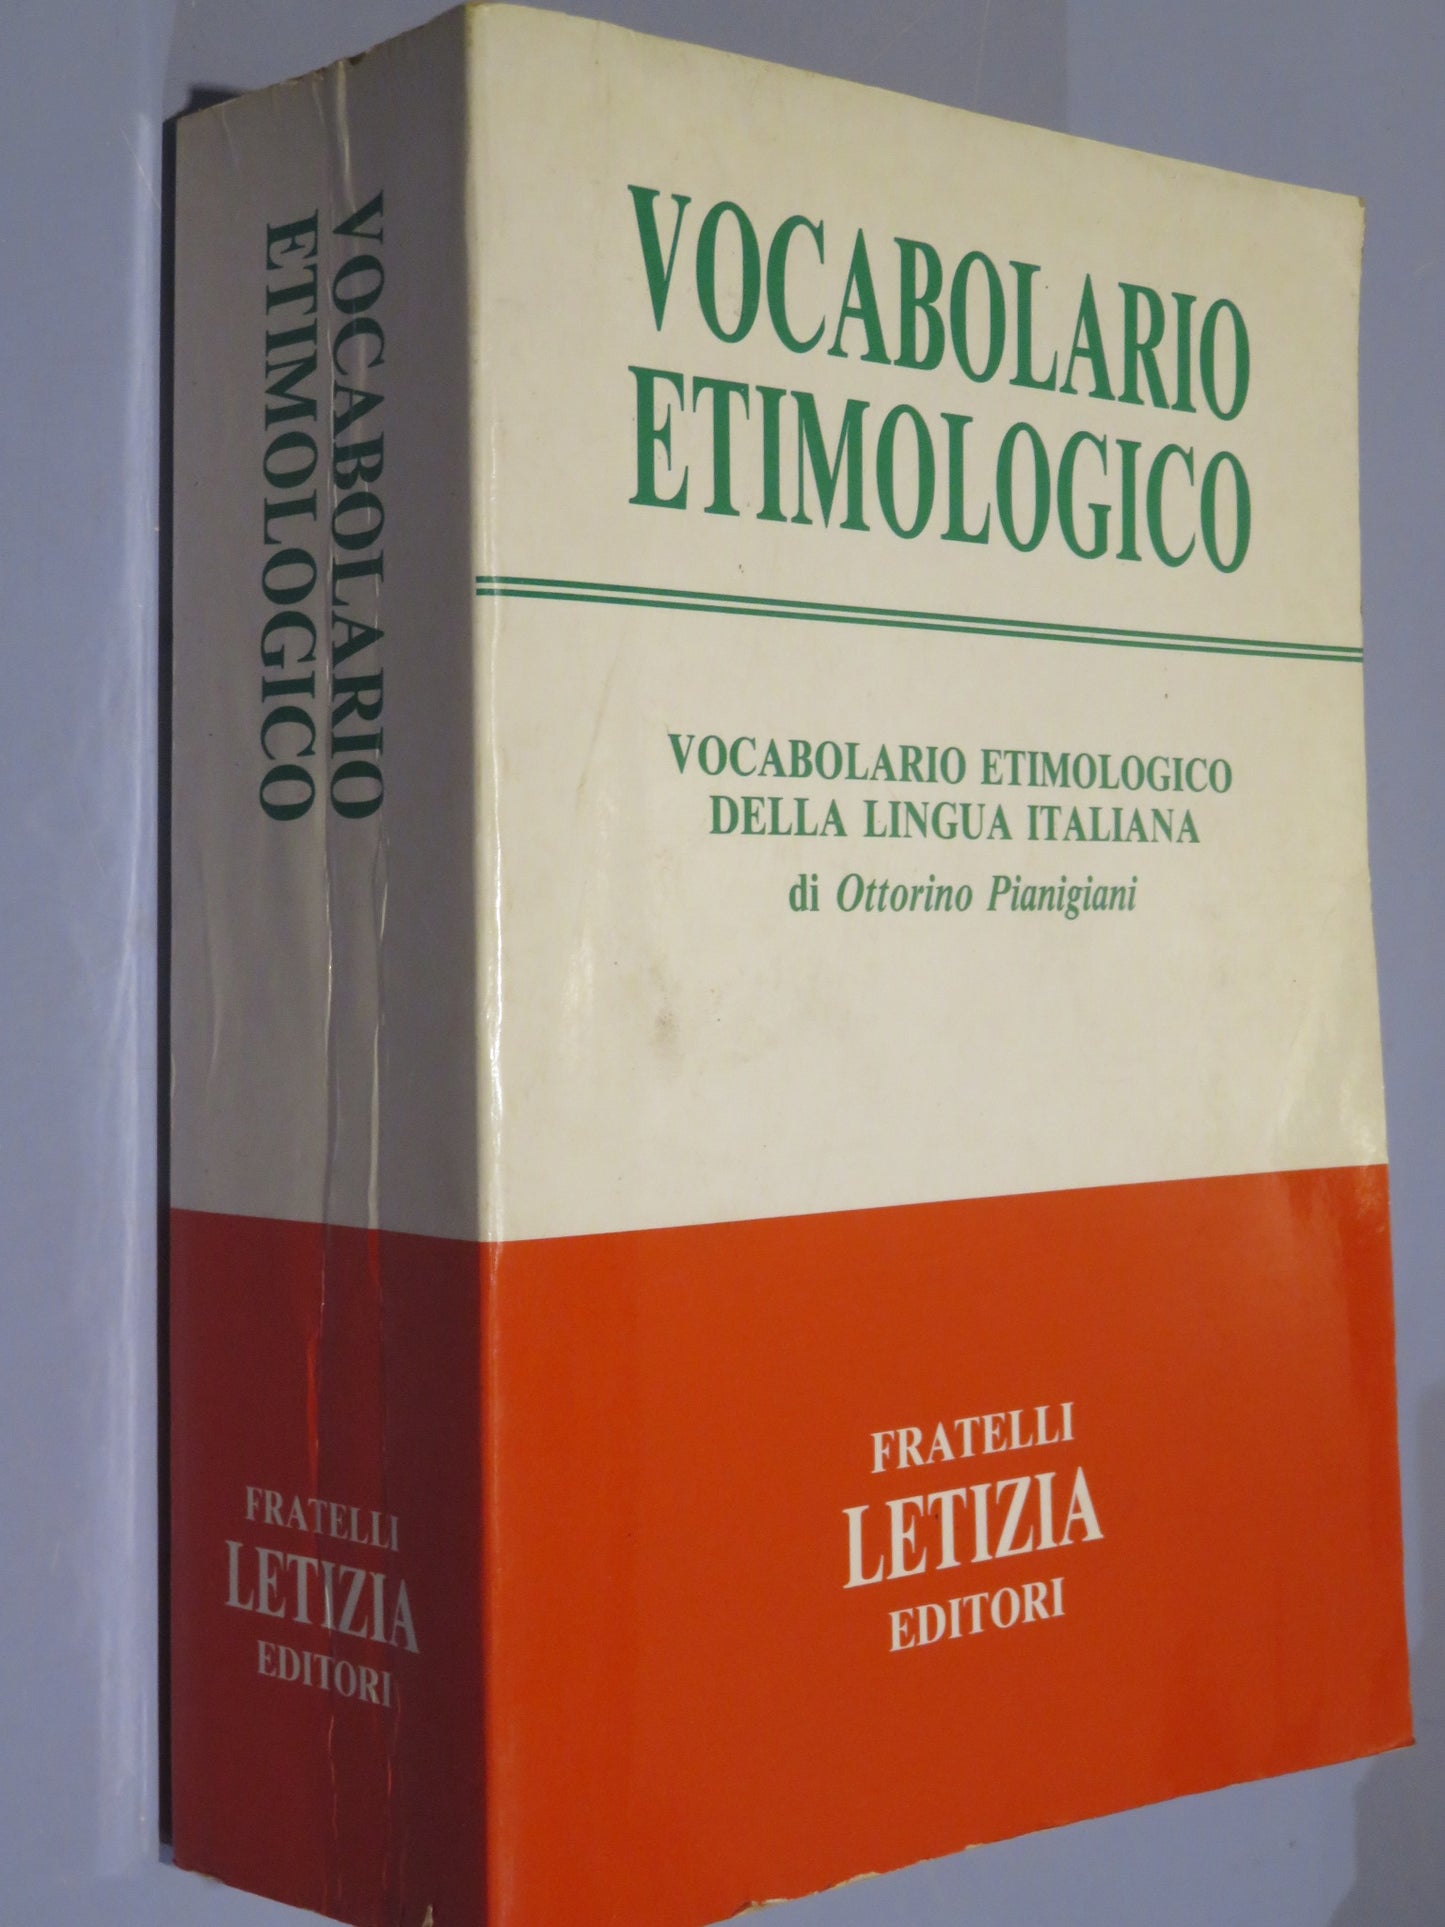 VOCABOLARIO
ETIMOLOGICO
FRATELLI
LETIZIA
EDITORI
VOCABOLARIO
ETIMOLOGICO
VOCABOLARIO ETIMOLOGICO
DELLA LINGUA ITALIANA
di Ottorino Pianigiani
FRATELLI
LETIZIA
EDITORI